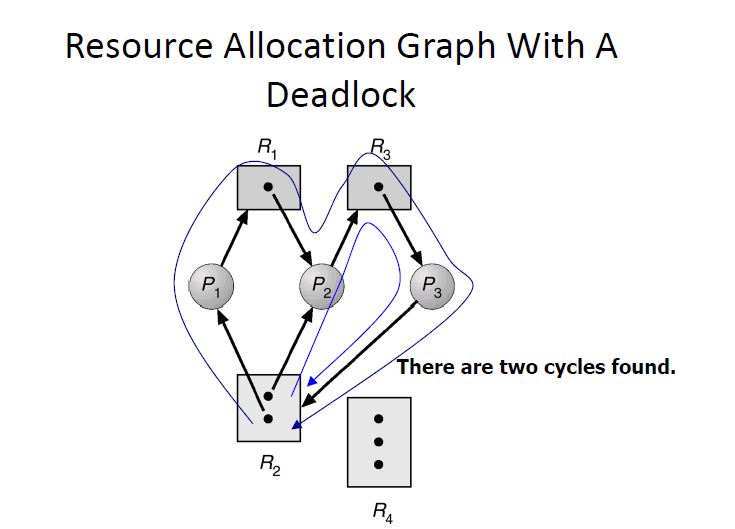 Resource Allocation Graph With A
Deadlock
R1
R3
P1
P2
P3
There are two cycles found.
R2
R4